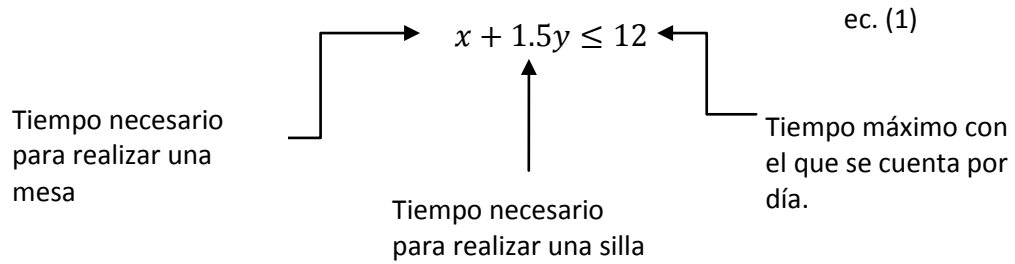 ec. (1)
x + 1.5y ≤ 12
Tiempo necesario
para realizar una
mesa
Tiempo necesario
para realizar una silla
Tiempo máximo con
el que se cuenta por
día.